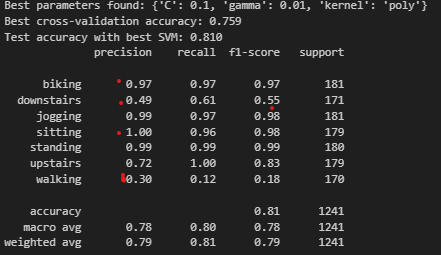 Best parameters found: {'C': 0.1, 'gamma': 0.01, 'kernel': 'poly'}
Best cross-validation accuracy: 0.759
Test accuracy with best SVM: 0.810
precision recall f1-score support
biking 0.97 0.97 0.97 181
downstairs 0.49 0.61 0.55 171
jogging 0.99 0.97 0.98 181
sitting 1.00 0.96 0.98 179
standing 0.99 0.99 0.99 180
upstairs 0.72 1.00 0.83 179
walking 0.30 0.12 0.18 170
accuracy 0.81 1241
macro avg 0.78 0.80 0.78 1241
weighted avg 0.79 0.81 0.79 1241